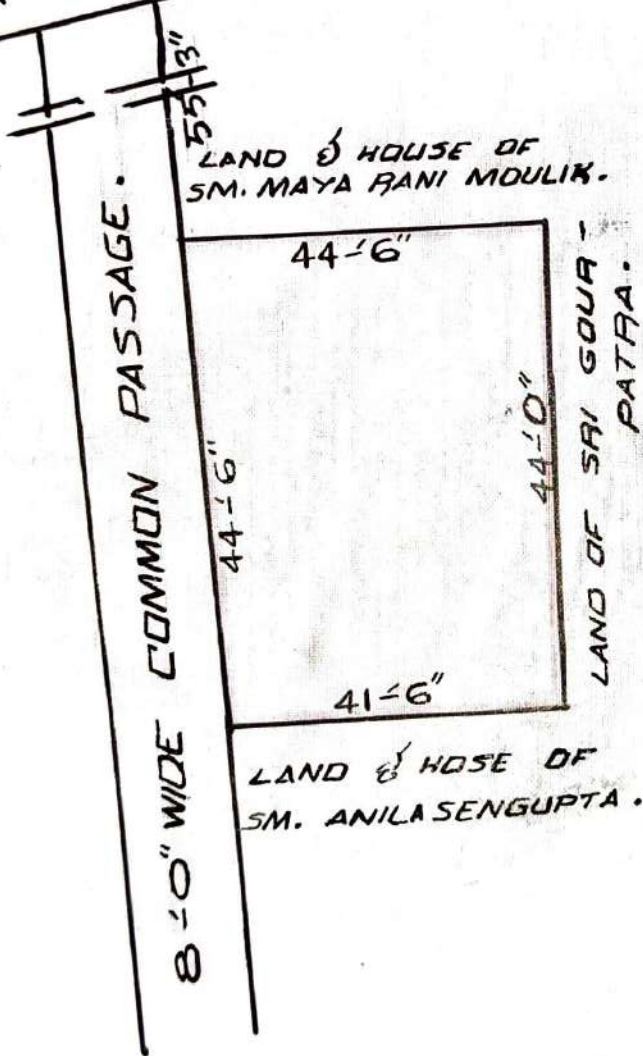 55'-3"
LAND & HOUSE OF
SM. MAYA RANI MOULIK.
44'-6"
8'-0" WIDE COMMON PASSAGE.
44'-6"
44'-0"
LAND OF SRI GOUR-
PATRA.
41'-6"
LAND & HOSE OF
SM. ANILA SENGUPTA.